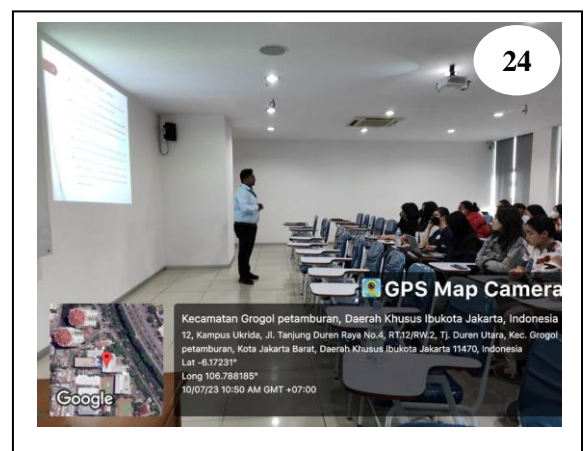 24
GPS Map Camera
Kecamatan Grogol petamburan, Daerah Khusus Ibukota Jakarta, Indonesia
12, Kampus Ukrida, Jl. Tanjung Duren Raya No.4, RT.12/RW.2, Tj. Duren Utara, Kec. Grogol
petamburan, Kota Jakarta Barat, Daerah Khusus Ibukota Jakarta 11470, Indonesia
Lat -6.17231°
Long 106.788185°
10/07/23 10:50 AM GMT +07:00
Google